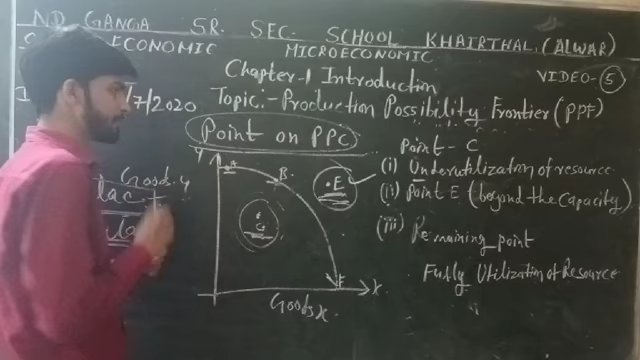 ND GANGA SR. SEC. SCHOOL KHAIRTHAL (ALWAR)
ECONOMIC MICROECONOMIC
Chapter-1 Introduction VIDEO-5
/7/2020 Topic:- Production Possibility Frontier (PPF)
Point on PPC
Point - C
(i) Underutilization of resource
(ii) Point E (beyond the Capacity)
(iii) Remaining point
Fully Utilization of Resource
Good.y
Y
A
B
.E
F
X
Goods x